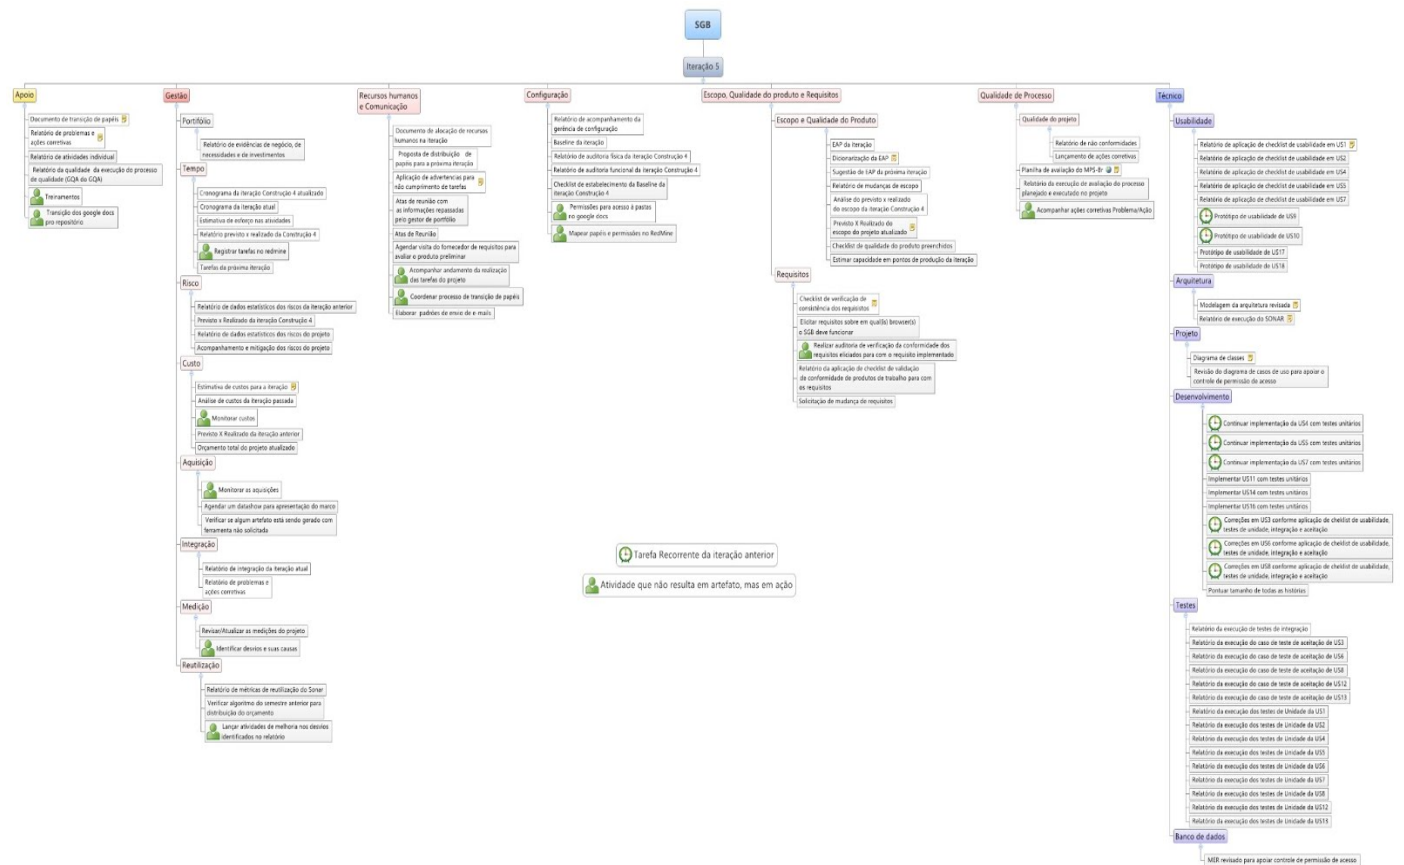 SGB
Iteração 5
Apoio
Documento de transição de papéis
Relatório de problemas e
ações corretivas
Relatório de atividades individual
Relatório da qualidade da execução do processo
de qualidade (GQA do GQA)
Treinamentos
Transição dos google docs
pro repositório
Gestão
Portifólio
Relatório de evidências de negócio, de
necessidades e de investimentos
Tempo
Cronograma da iteração Construção 4 atualizado
Cronograma da iteração atual
Estimativa de esforço nas atividades
Relatório previsto x realizado da Construção 4
Registrar tarefas no redmine
Tarefas da próxima iteração
Risco
Relatório de dados estatísticos dos riscos da iteração anterior
Previsto x Realizado da iteração Construção 4
Relatório de dados estatísticos dos riscos do projeto
Acompanhamento e mitigação dos riscos do projeto
Custo
Estimativa de custos para a iteração
Análise de custos da iteração passada
Monitorar custos
Previsto X Realizado da iteração anterior
Orçamento total do projeto atualizado
Aquisição
Monitorar as aquisições
Agendar um datashow para apresentação do marco
Verificar se algum artefato está sendo gerado com
ferramenta não solicitada
Integração
Relatório de integração da iteração atual
Relatório de problemas e
ações corretivas
Medição
Revisar/Atualizar as medições do projeto
Identificar desvios e suas causas
Reutilização
Relatório de métricas de reutilização do Sonar
Verificar algoritmo do semestre anterior para
distribuição do orçamento
Lançar atividades de melhoria nos desvios
identificados no relatório
Recursos humanos
e Comunicação
Documento de alocação de recursos
humanos na iteração
Proposta de distribuição de
papéis para a próxima iteração
Aplicação de advertencias para
não cumprimento de tarefas
Atas de reunião com
as informações repassadas
pelo gestor de portfólio
Atas de Reunião
Agendar visita do fornecedor de requisitos para
avaliar o produto preliminar
Acompanhar andamento da realização
das tarefas do projeto
Coordenar processo de transição de papéis
Elaborar padrões de envio de e-mails
Configuração
Relatório de acompanhamento da
gerência de configuração
Baseline da iteração
Relatório de auditoria física da iteração Construção 4
Relatório de auditoria funcional da iteração Construção 4
Checklist de estabelecimento da Baseline da
iteração Construção 4
Permissões para acesso à pastas
no google docs
Mapear papéis e permissões no RedMine
Escopo, Qualidade do produto e Requisitos
Escopo e Qualidade do Produto
EAP da iteração
Dicionarização da EAP
Sugestão de EAP da próxima iteração
Relatório de mudanças de escopo
Análise do previsto x realizado
do escopo da iteração Construção 4
Previsto X Realizado do
escopo do projeto atualizado
Checklist de qualidade do produto preenchidos
Estimar capacidade em pontos de produção da iteração
Requisitos
Checklist de verificação de
consistência dos requisitos
Elicitar requisitos sobre em qual(is) browser(s)
o SGB deve funcionar
Realizar auditoria de verificação da conformidade dos
requisitos eliciados para com o requisito implementado
Relatório da aplicação de checklist de validação
de conformidade de produtos de trabalho para com
os requisitos
Solicitação de mudança de requisitos
Qualidade de Processo
Qualidade do projeto
Relatório de não conformidades
Lançamento de ações corretivas
Planilha de avaliação do MPS-Br
Relatório da execução de avaliação do processo
planejado e executado no projeto
Acompanhar ações corretivas Problema/Ação
Técnico
Usabilidade
Relatório de aplicação de checklist de usabilidade em US1
Relatório de aplicação de checklist de usabilidade em US2
Relatório de aplicação de checklist de usabilidade em US4
Relatório de aplicação de checklist de usabilidade em US5
Relatório de aplicação de checklist de usabilidade em US7
Protótipo de usabilidade de US9
Protótipo de usabilidade de US10
Protótipo de usabilidade de US17
Protótipo de usabilidade de US18
Arquitetura
Modelagem da arquitetura revisada
Relatório de execução do SONAR
Projeto
Diagrama de classes
Revisão do diagrama de casos de uso para apoiar o
controle de permissão do acesso
Desenvolvimento
Continuar implementação da US4 com testes unitários
Continuar implementação da US5 com testes unitários
Continuar implementação da US7 com testes unitários
Implementar US11 com testes unitários
Implementar US14 com testes unitários
Implementar US16 com testes unitários
Correções em US3 conforme aplicação de cheklist de usabilidade,
testes de unidade, integração e aceitação
Correções em US6 conforme aplicação de cheklist de usabilidade,
testes de unidade, integração e aceitação
Correções em US8 conforme aplicação de cheklist de usabilidade,
testes de unidade, integração e aceitação
Pontuar tamanho de todas as histórias
Testes
Relatório da execução de testes de integração
Relatório da execução do caso de teste de aceitação de US3
Relatório da execução do caso de teste de aceitação de US6
Relatório da execução do caso de teste de aceitação de US8
Relatório da execução do caso de teste de aceitação de US12
Relatório da execução do caso de teste de aceitação de US13
Relatório da execução dos testes de Unidade da US1
Relatório da execução dos testes de Unidade da US2
Relatório da execução dos testes de Unidade da US4
Relatório da execução dos testes de Unidade da US5
Relatório da execução dos testes de Unidade da US6
Relatório da execução dos testes de Unidade da US7
Relatório da execução dos testes de Unidade da US8
Relatório da execução dos testes de Unidade da US12
Relatório da execução dos testes de Unidade da US13
Banco de dados
MER revisado para apoiar controle de permissão de acesso
Tarefa Recorrente da iteração anterior
Atividade que não resulta em artefato, mas em ação